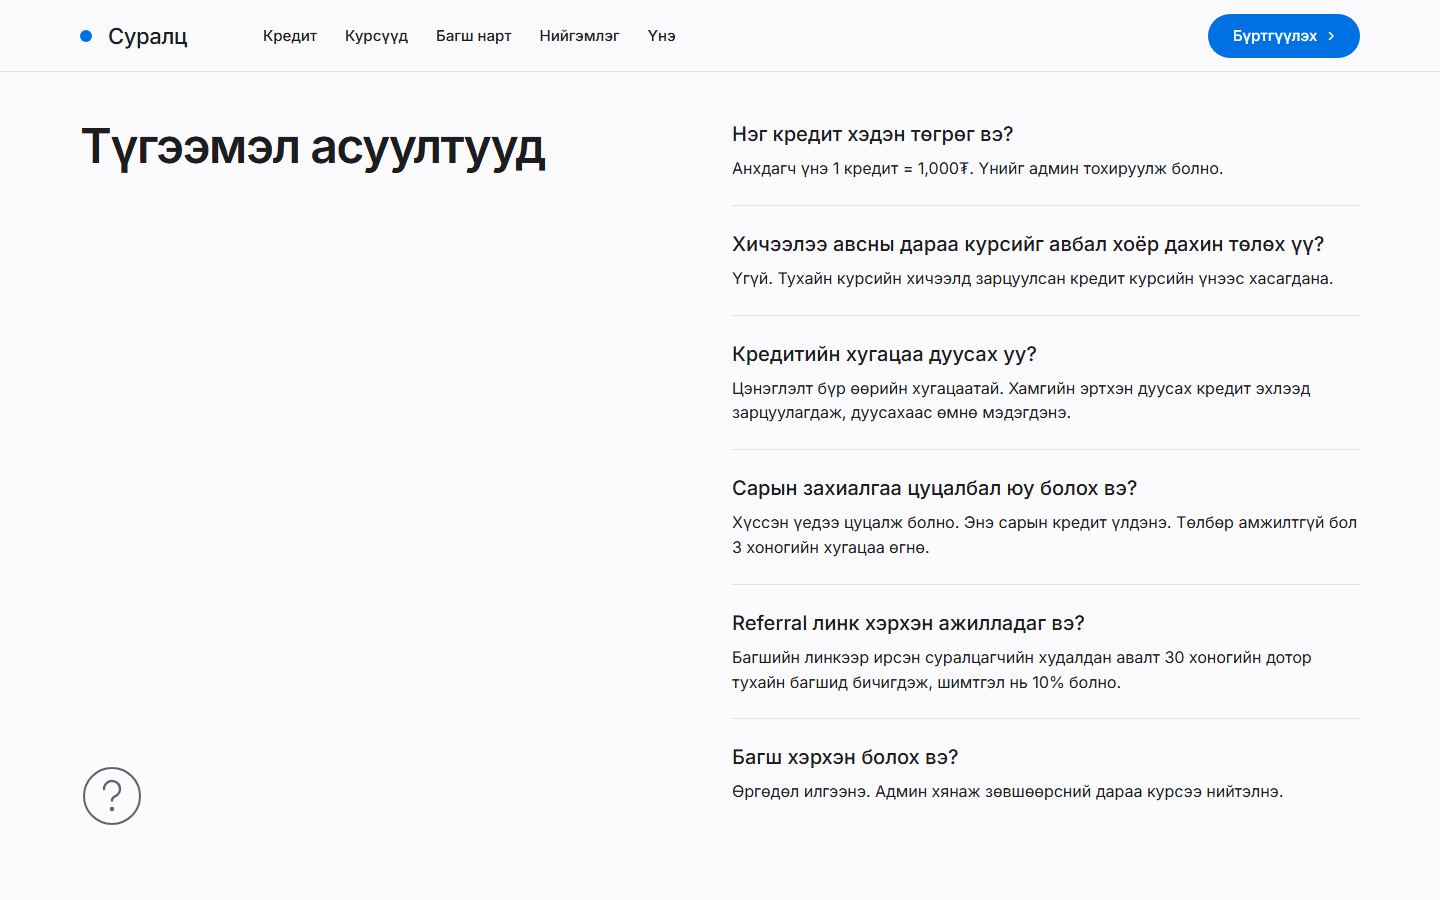 Суралц
Кредит
Курсүүд
Багш нарт
Нийгэмлэг
Үнэ
Бүртгүүлэх
Түгээмэл асуултууд
Нэг кредит хэдэн төгрөг вэ?
Анхдагч үнэ 1 кредит = 1,000₮. Үнийг админ тохируулж болно.
Хичээлээ авсны дараа курсийг авбал хоёр дахин төлөх үү?
Үгүй. Тухайн курсийн хичээлд зарцуулсан кредит курсийн үнээс хасагдана.
Кредитийн хугацаа дуусах уу?
Цэнэглэлт бүр өөрийн хугацаатай. Хамгийн эртхэн дуусах кредит эхлээд
зарцуулагдаж, дуусахаас өмнө мэдэгдэнэ.
Сарын захиалгаа цуцалбал юу болох вэ?
Хүссэн үедээ цуцалж болно. Энэ сарын кредит үлдэнэ. Төлбөр амжилтгүй бол
3 хоногийн хугацаа өгнө.
Referral линк хэрхэн ажилладаг вэ?
Багшийн линкээр ирсэн суралцагчийн худалдан авалт 30 хоногийн дотор
тухайн багшид бичигдэж, шимтгэл нь 10% болно.
Багш хэрхэн болох вэ?
Өргөдөл илгээнэ. Админ хянаж зөвшөөрсний дараа курсээ нийтэлнэ.
?